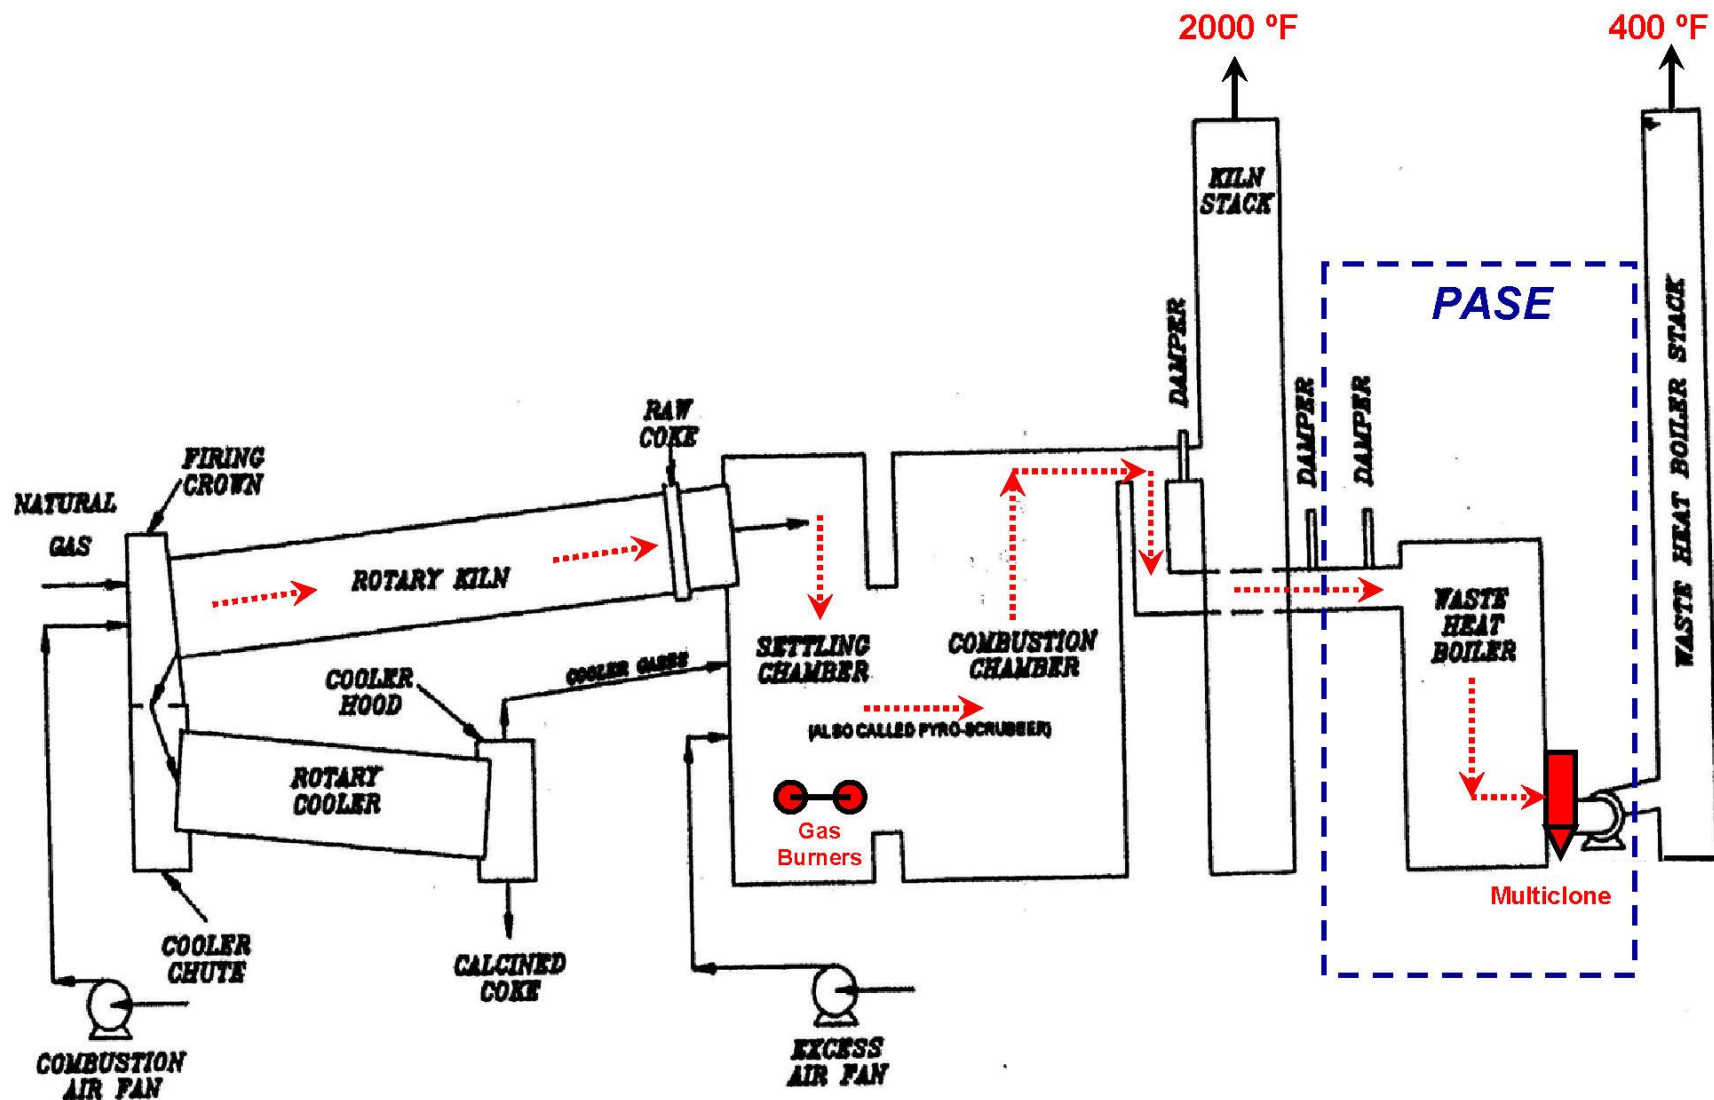 2000 ºF
400 ºF
KILN
STACK
PASE
DAMPER
DAMPER
DAMPER
WASTE HEAT BOILER STACK
RAW
COKE
FIRING
CROWN
NATURAL
GAS
ROTARY KILN
SETTLING
CHAMBER
COMBUSTION
CHAMBER
WASTE
HEAT
BOILER
COOLER GASES
COOLER
HOOD
(ALSO CALLED PYRO-SCRUBBER)
ROTARY
COOLER
Gas
Burners
Multiclone
COOLER
CHUTE
CALCINED
COKE
COMBUSTION
AIR FAN
EXCESS
AIR FAN